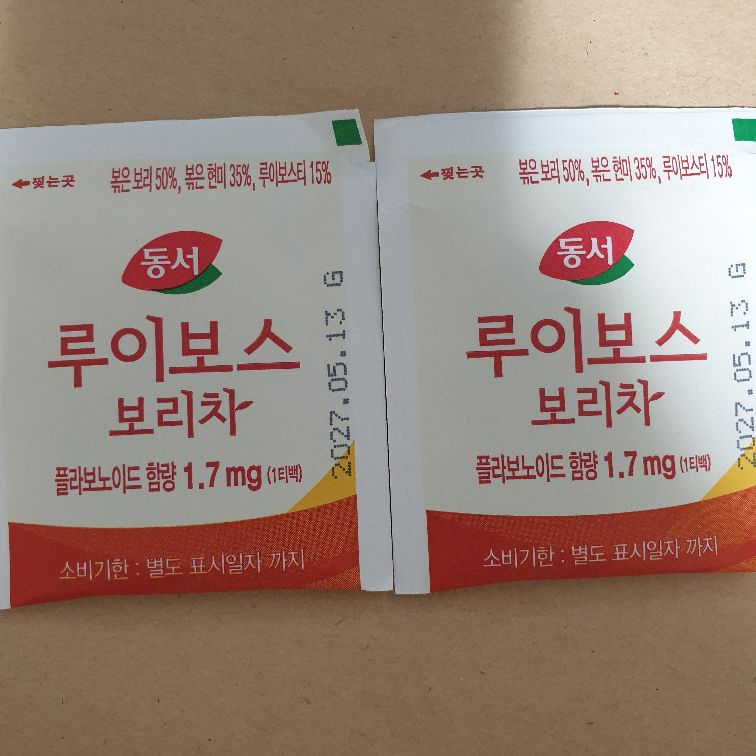 찢는곳 볶은 보리 50%, 볶은 현미 35%, 루이보스티 15%
동서
루이보스
보리차
플라보노이드 함량 1.7 mg (1티백)
소비기한 : 별도 표시일자 까지
2027.05.13 G
찢는곳 볶은 보리 50%, 볶은 현미 35%, 루이보스티 15%
동서
루이보스
보리차
플라보노이드 함량 1.7 mg (1티백)
소비기한 : 별도 표시일자 까지
2027.05.13 G